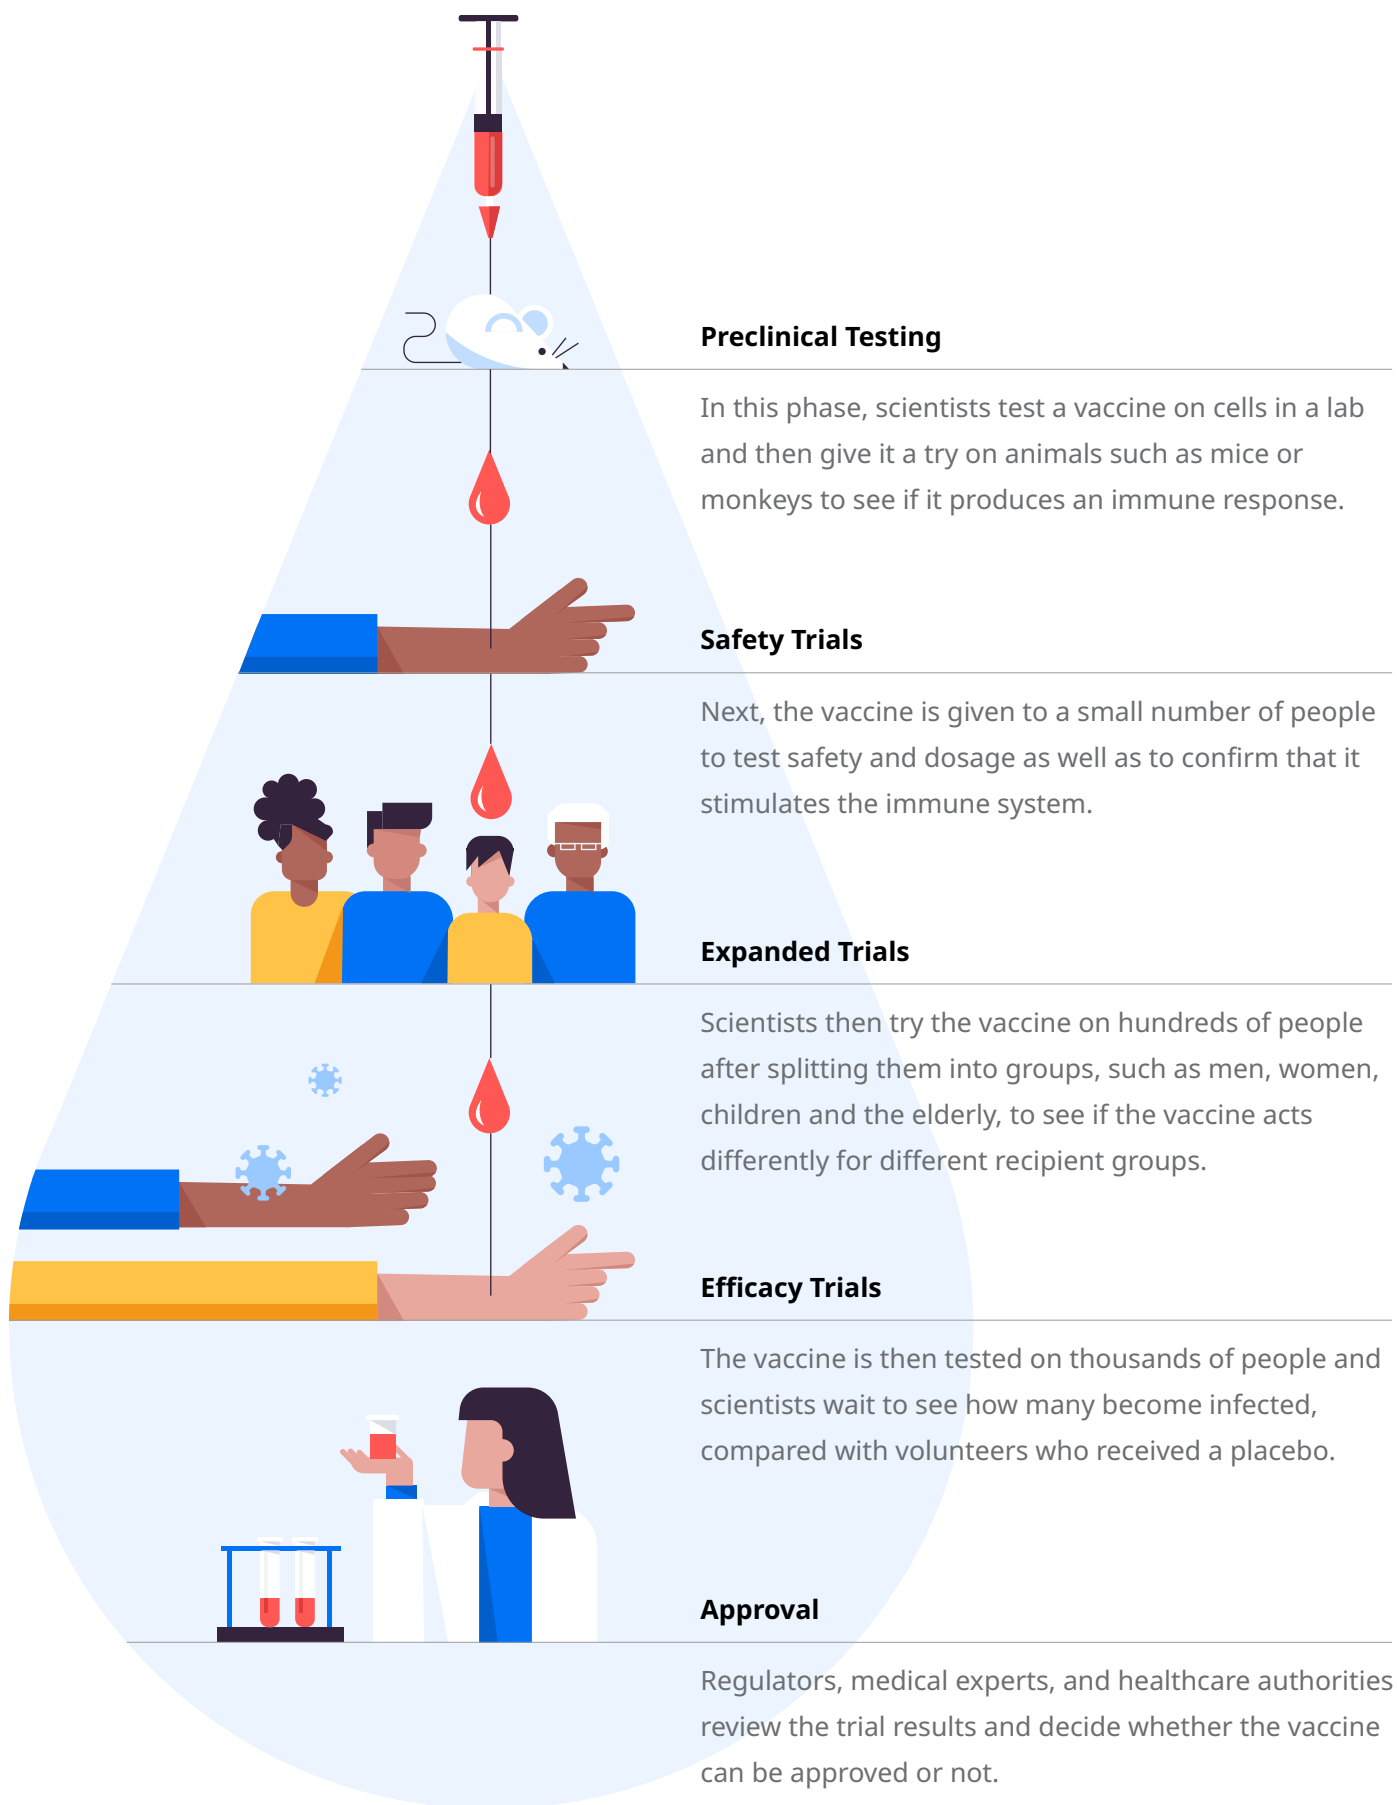 Preclinical Testing
In this phase, scientists test a vaccine on cells in a lab
and then give it a try on animals such as mice or
monkeys to see if it produces an immune response.
Safety Trials
Next, the vaccine is given to a small number of people
to test safety and dosage as well as to confirm that it
stimulates the immune system.
Expanded Trials
Scientists then try the vaccine on hundreds of people
after splitting them into groups, such as men, women,
children and the elderly, to see if the vaccine acts
differently for different recipient groups.
Efficacy Trials
The vaccine is then tested on thousands of people and
scientists wait to see how many become infected,
compared with volunteers who received a placebo.
Approval
Regulators, medical experts, and healthcare authorities
review the trial results and decide whether the vaccine
can be approved or not.